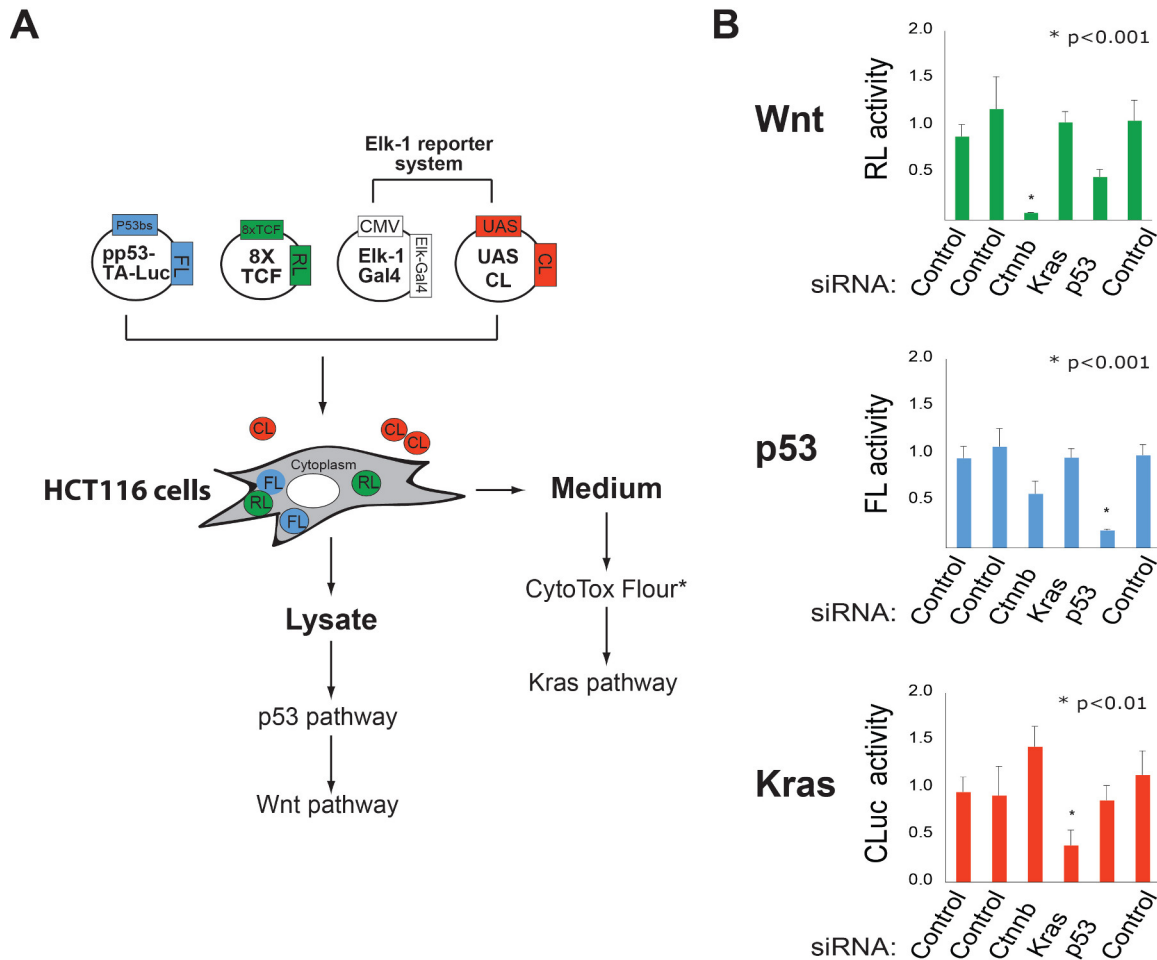 A
Elk-1 reporter
system
P53bs
pp53-
TA-Luc
FL
8xTCF
8X
TCF
RL
CMV
Elk-1
Gal4
Elk-Gal4
UAS
UAS
CL
CL
CL
CL
CL
Cytoplasm
FL
RL
RL
FL
HCT116 cells
Medium
CytoTox Flour*
Kras pathway
Lysate
p53 pathway
Wnt pathway
B
Wnt
RL activity
2.0
1.5
1.0
0.5
* p<0.001
*
siRNA:
Control
Control
Ctnnb
Kras
p53
Control
p53
FL activity
2.0
1.5
1.0
0.5
* p<0.001
*
siRNA:
Control
Control
Ctnnb
Kras
p53
Control
Kras
CLuc activity
2.0
1.5
1.0
0.5
0.0
* p<0.01
*
siRNA:
Control
Control
Ctnnb
Kras
p53
Control